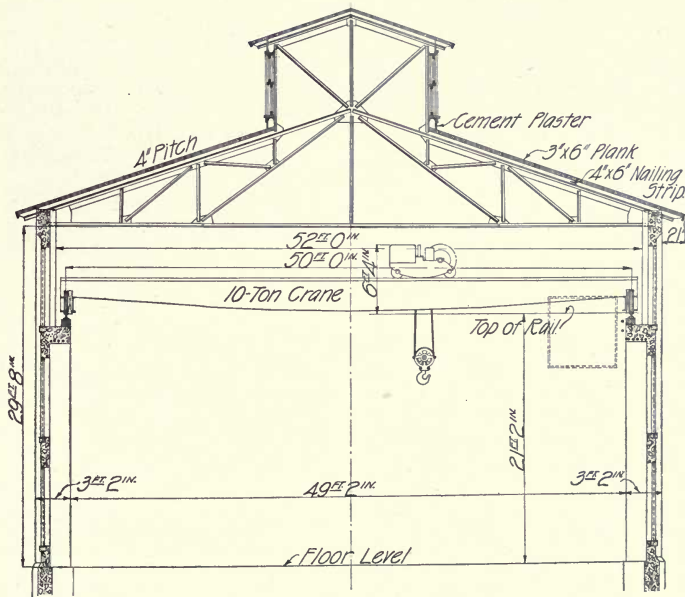 Cement Plaster
4" Pitch
3"x6" Plank
4"x6" Nailing
Strip
52 FT. 0 IN.
50 FT. 0 IN.
6 FT. 4 IN.
10-Ton Crane
Top of Rail
29 FT. 8 IN.
21 FT. 2 IN.
3 FT. 2 IN.
49 FT. 2 IN.
3 FT. 2 IN.
Floor Level